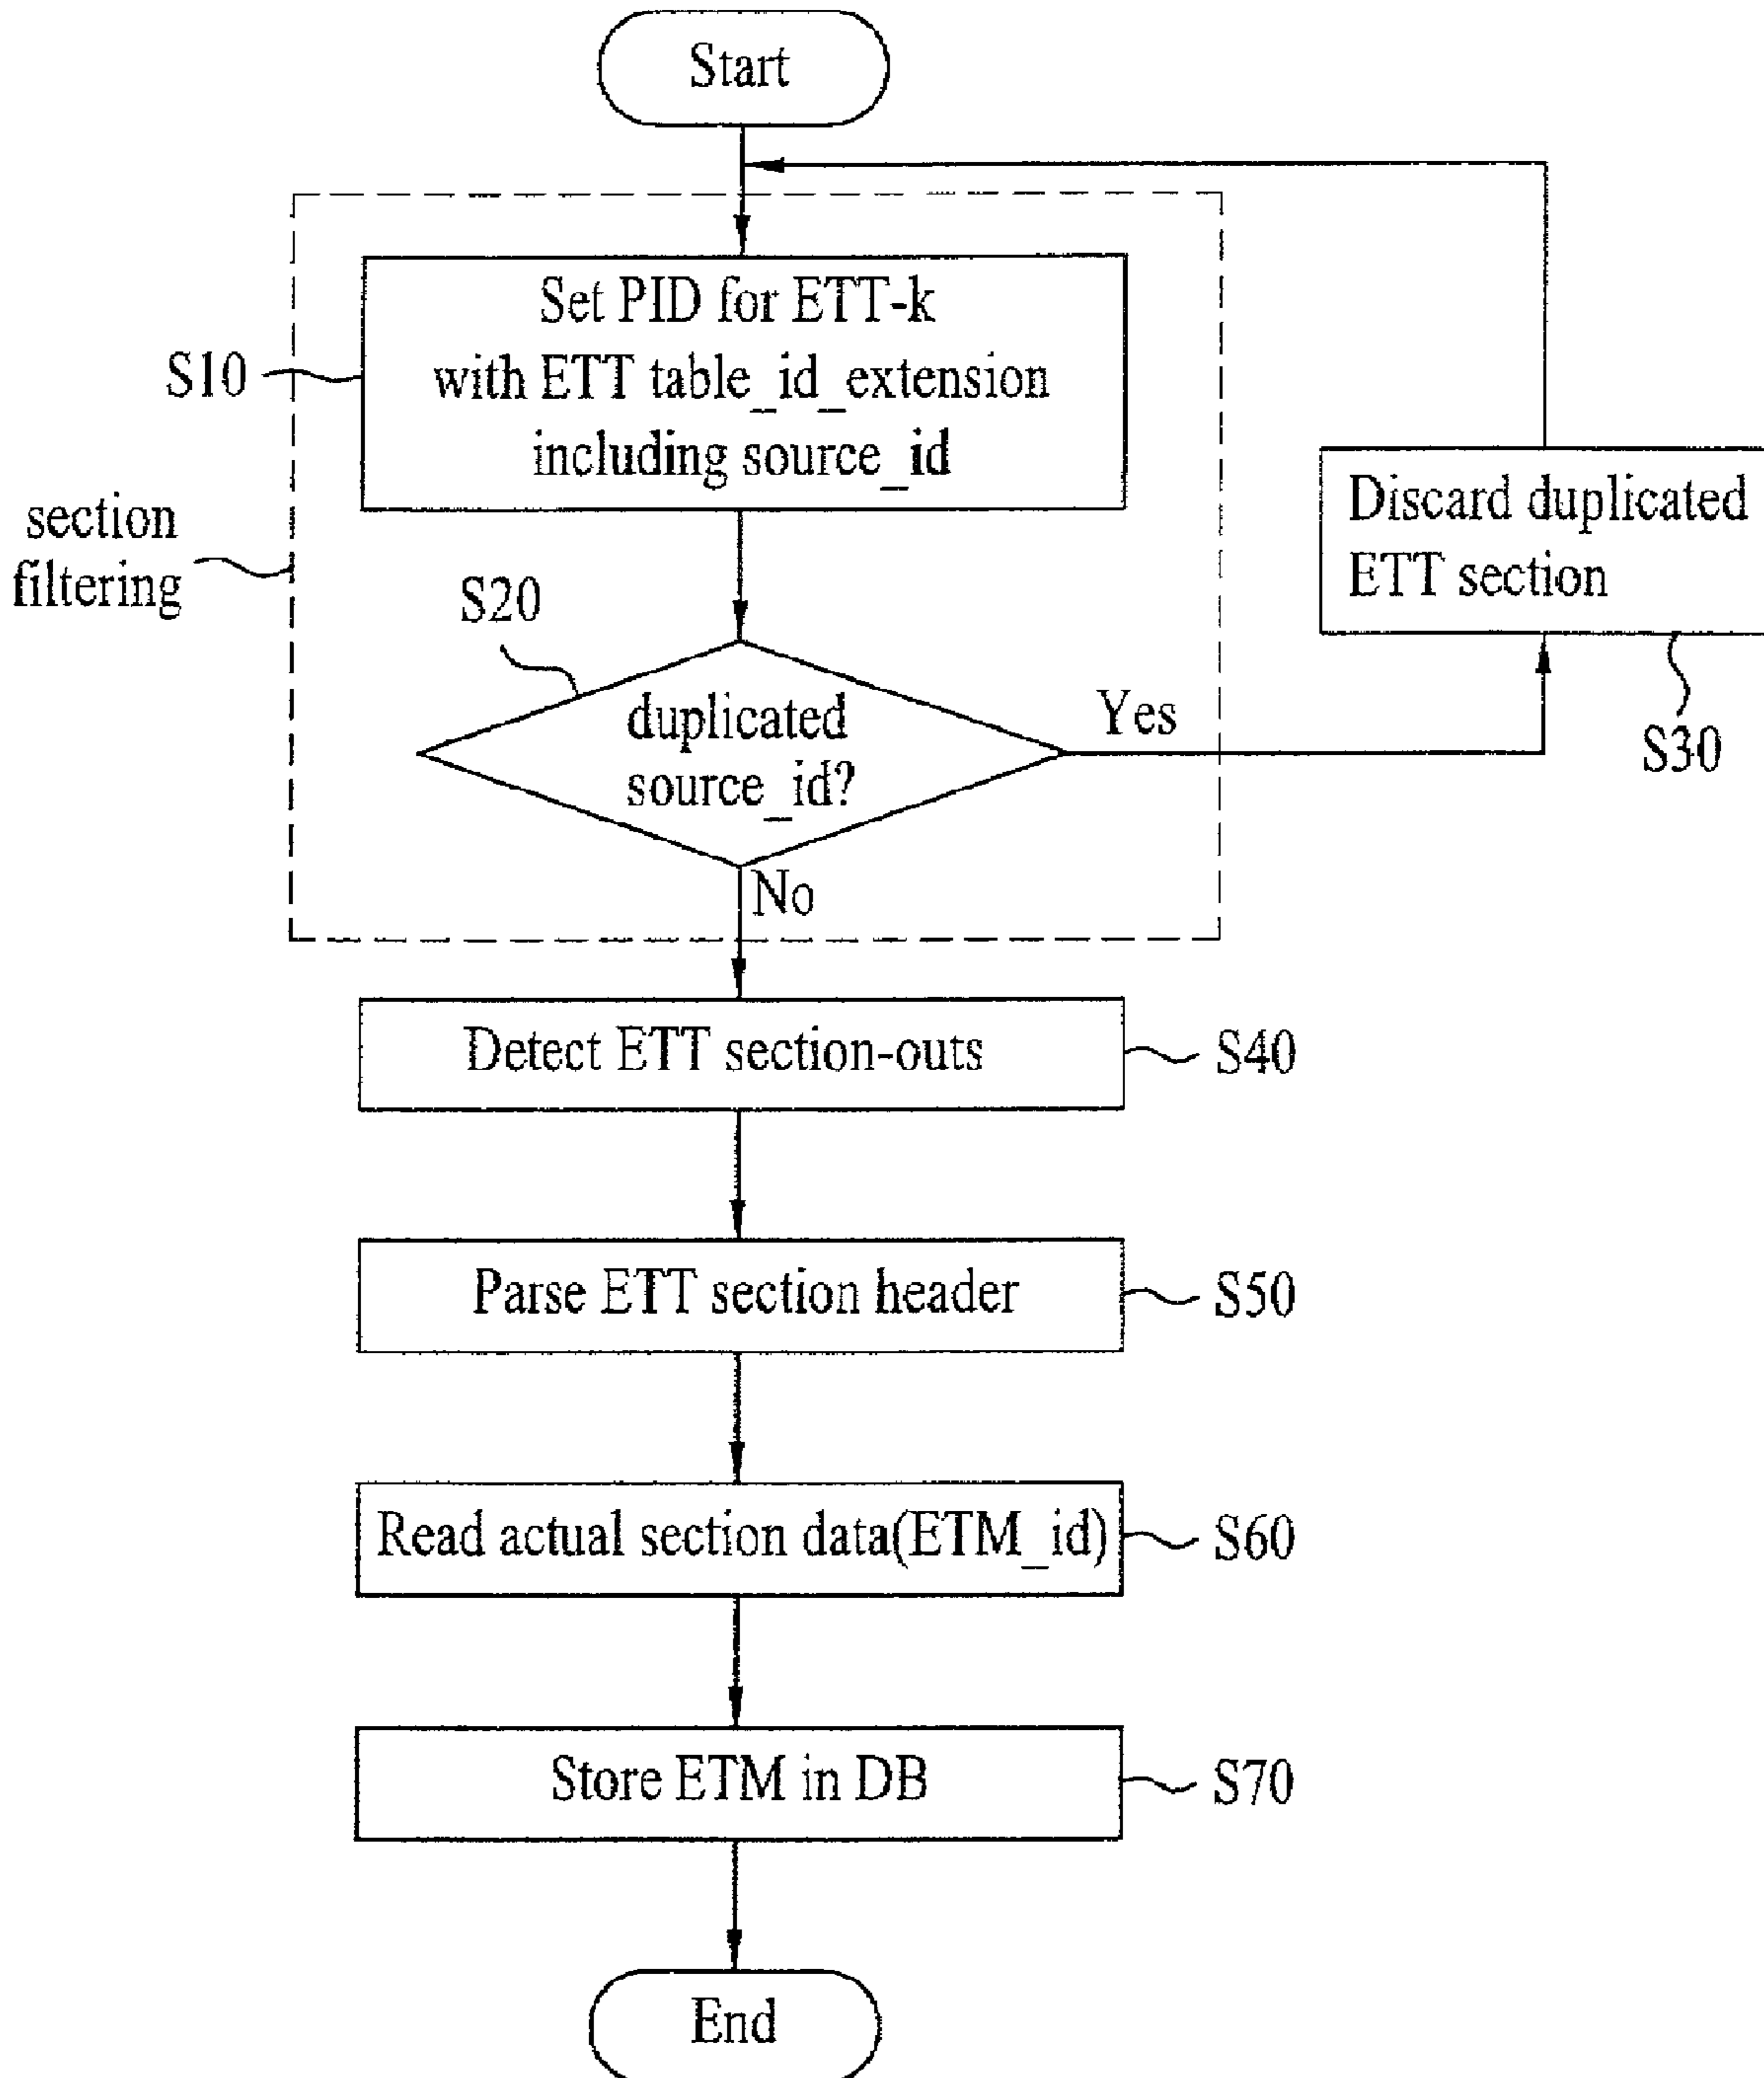 Start
Set PID for ETT-k
with ETT table_id_extension
including source_id
S10
section
filtering
Discard duplicated
ETT section
S20
duplicated
source_id?
Yes
S30
No
Detect ETT section-outs
S40
Parse ETT section header
S50
Read actual section data(ETM_id)
S60
Store ETM in DB
S70
End